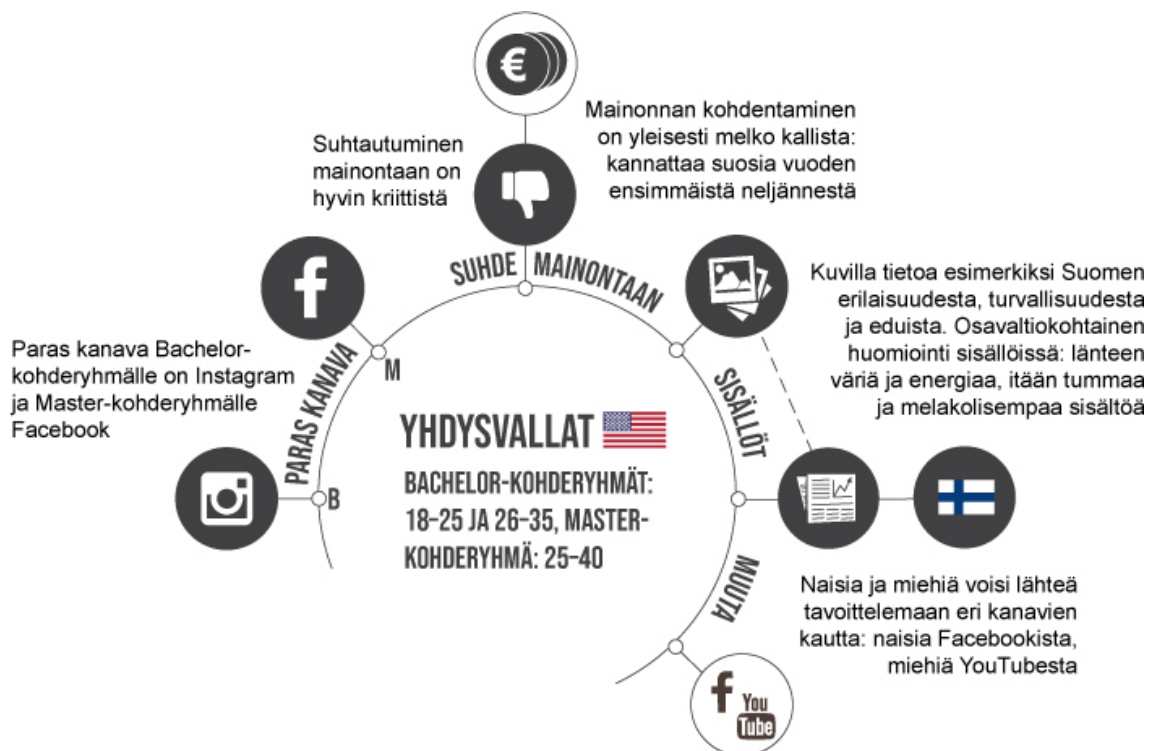 €
Suhtautuminen
mainontaan on
hyvin kriittistä
Mainonnan kohdentaminen
on yleisesti melko kallista:
kannattaa suosia vuoden
ensimmäistä neljännestä
SUHDE MAINONTAAN
f
Kuvilla tietoa esimerkiksi Suomen
erilaisuudesta, turvallisuudesta
ja eduista. Osavaltiokohtainen
huomiointi sisällöissä: länteen
väriä ja energiaa, itään tummaa
ja melakolisempaa sisältöä
Paras kanava Bachelor-
kohderyhmälle on Instagram
ja Master-kohderyhmälle
Facebook
PARAS KANAVA
M
B
SISÄLLÖT
YHDYSVALLAT
BACHELOR-KOHDERYHMÄT:
18–25 JA 26–35, MASTER-
KOHDERYHMÄ: 25–40
MUUTA
Naisia ja miehiä voisi lähteä
tavoittelemaan eri kanavien
kautta: naisia Facebookista,
miehiä YouTubesta
f You
Tube